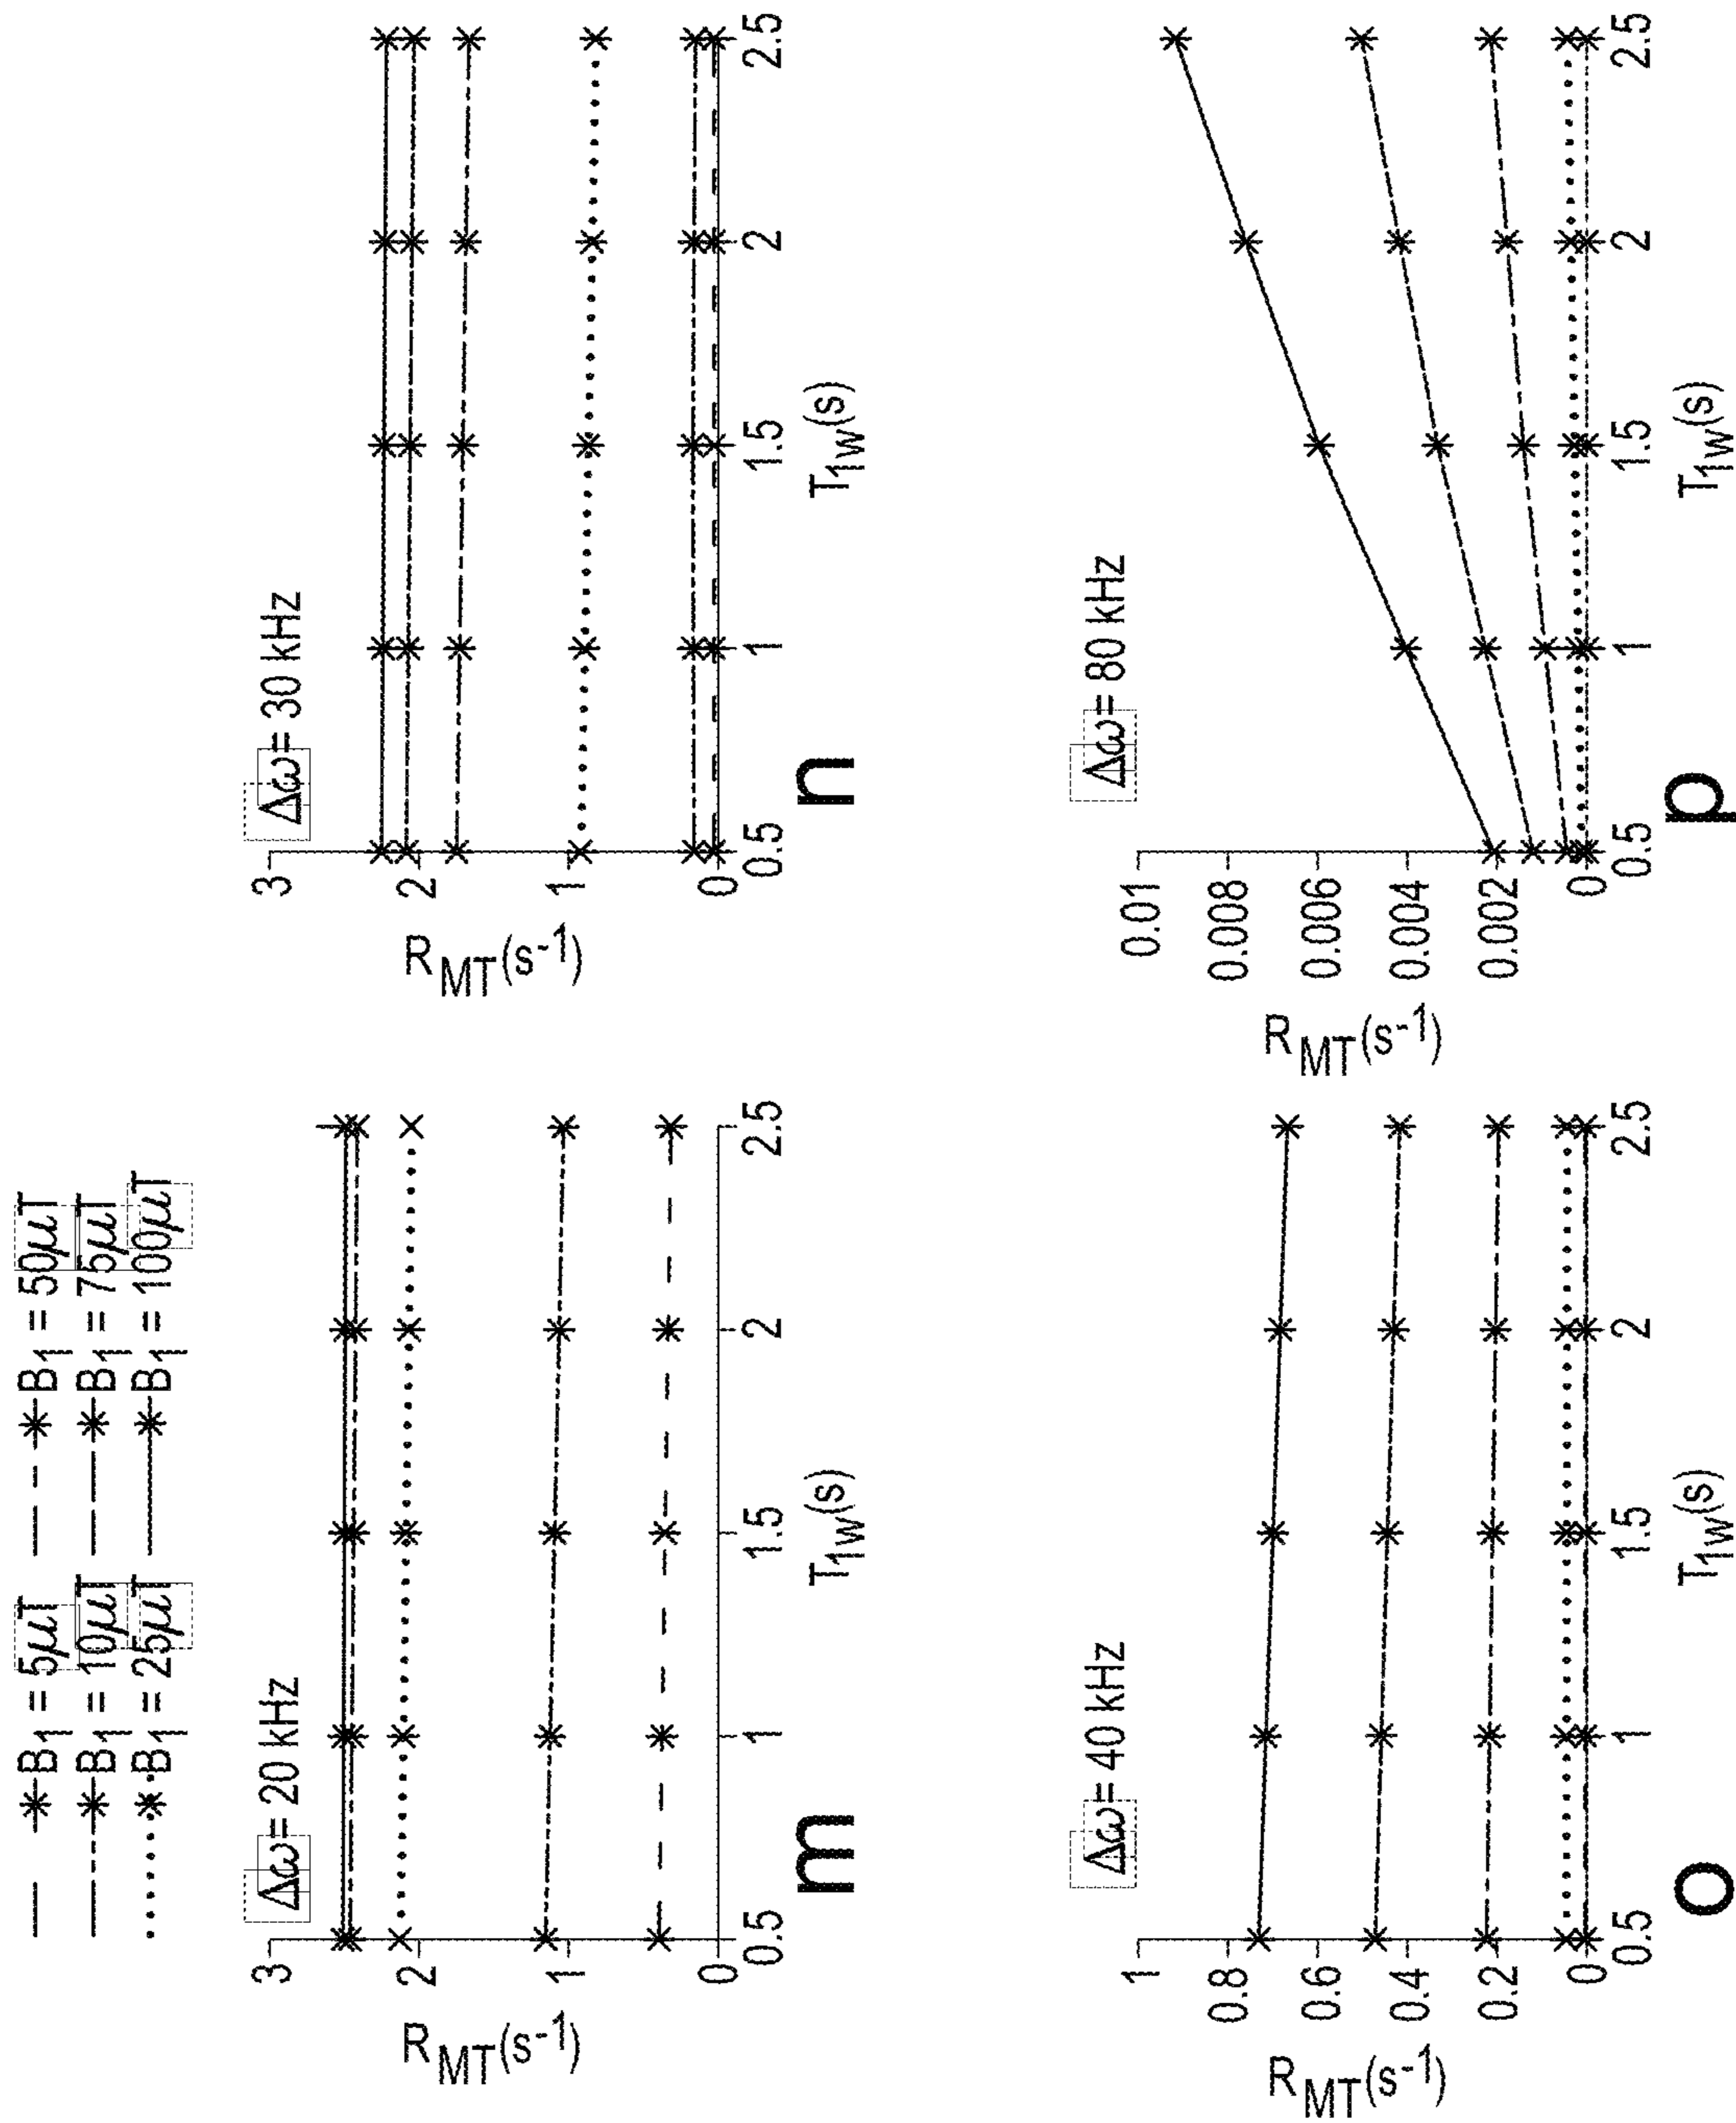 B1 = 5μT B1 = 50μT
B1 = 10μT B1 = 75μT
B1 = 25μT B1 = 100μT
Δω= 20 kHz
3
2
1
0
RMT(s-1)
0.5 1 1.5 2 2.5
T1w(s)
m
Δω= 30 kHz
3
2
1
0
RMT(s-1)
0.5 1 1.5 2 2.5
T1w(s)
n
Δω= 40 kHz
1
0.8
0.6
0.4
0.2
0
RMT(s-1)
0.5 1 1.5 2 2.5
T1w(s)
o
Δω= 80 kHz
0.01
0.008
0.006
0.004
0.002
0
RMT(s-1)
0.5 1 1.5 2 2.5
T1w(s)
p